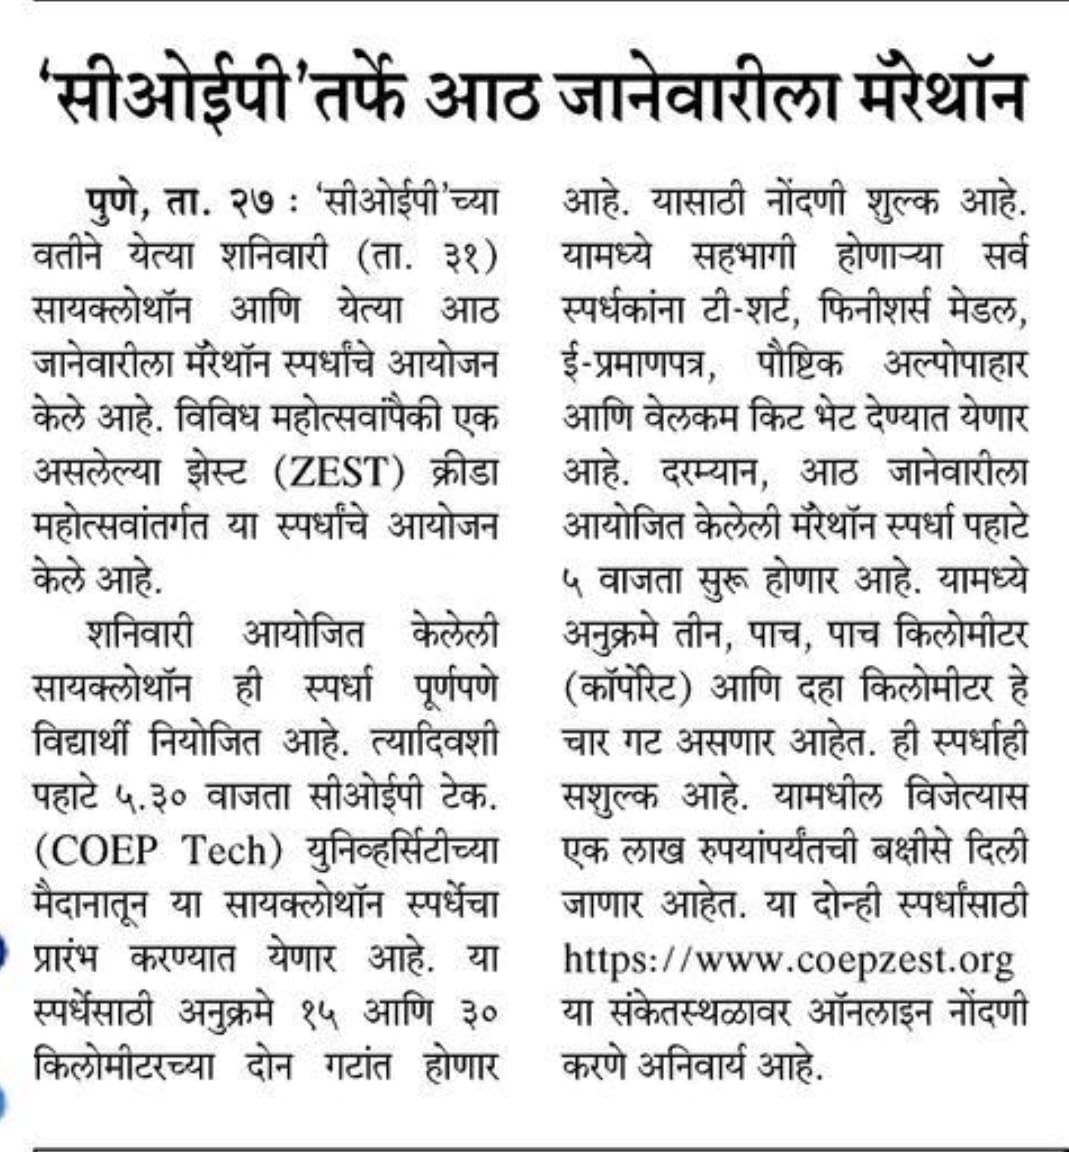 ‘सीओईपी’तर्फे आठ जानेवारीला मॅरेथॉन
पुणे, ता. २७ : ‘सीओईपी’च्या
वतीने येत्या शनिवारी (ता. ३१)
सायक्लोथॉन आणि येत्या आठ
जानेवारीला मॅरेथॉन स्पर्धांचे आयोजन
केले आहे. विविध महोत्सवांपैकी एक
असलेल्या झेस्ट (ZEST) क्रीडा
महोत्सवांतर्गत या स्पर्धांचे आयोजन
केले आहे.
शनिवारी आयोजित केलेली
सायक्लोथॉन ही स्पर्धा पूर्णपणे
विद्यार्थी नियोजित आहे. त्यादिवशी
पहाटे ५.३० वाजता सीओईपी टेक.
(COEP Tech) युनिव्हर्सिटीच्या
मैदानातून या सायक्लोथॉन स्पर्धेचा
प्रारंभ करण्यात येणार आहे. या
स्पर्धेसाठी अनुक्रमे १५ आणि ३०
किलोमीटरच्या दोन गटांत होणार
आहे. यासाठी नोंदणी शुल्क आहे.
यामध्ये सहभागी होणाऱ्या सर्व
स्पर्धकांना टी-शर्ट, फिनीशर्स मेडल,
ई-प्रमाणपत्र, पौष्टिक अल्पोपाहार
आणि वेलकम किट भेट देण्यात येणार
आहे. दरम्यान, आठ जानेवारीला
आयोजित केलेली मॅरेथॉन स्पर्धा पहाटे
५ वाजता सुरू होणार आहे. यामध्ये
अनुक्रमे तीन, पाच, पाच किलोमीटर
(कॉर्पोरेट) आणि दहा किलोमीटर हे
चार गट असणार आहेत. ही स्पर्धाही
सशुल्क आहे. यामधील विजेत्यास
एक लाख रुपयांपर्यंतची बक्षीसे दिली
जाणार आहेत. या दोन्ही स्पर्धांसाठी
https://www.coepzest.org
या संकेतस्थळावर ऑनलाइन नोंदणी
करणे अनिवार्य आहे.